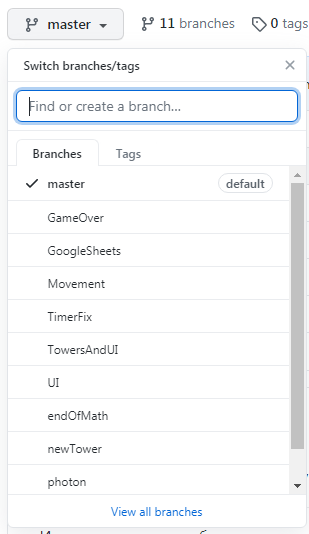 master 11 branches 0 tags
Switch branches/tags
Find or create a branch...
Branches Tags
master default
GameOver
GoogleSheets
Movement
TimerFix
TowersAndUI
UI
endOfMath
newTower
photon
View all branches